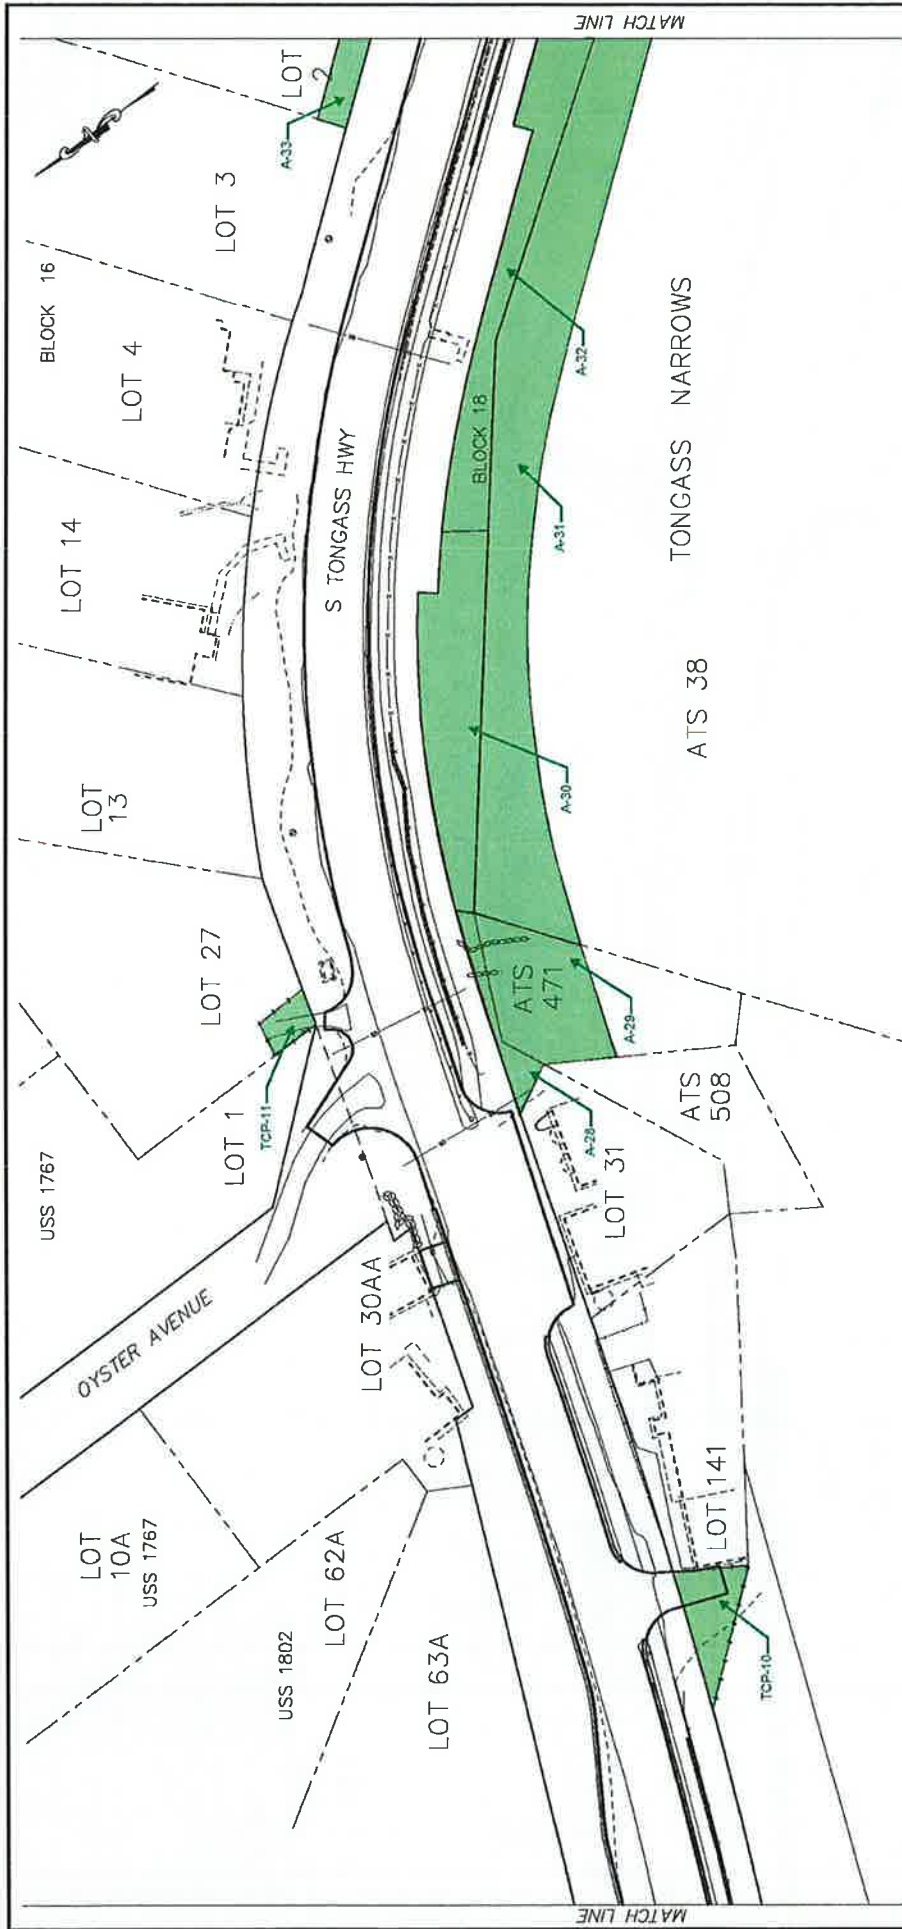 MATCH LINE
LOT
10A
USS 1767
OYSTER AVENUE
USS 1802
LOT 62A
LOT 63A
LOT 30AA
USS 1767
LOT 1
TCP-11
LOT 27
LOT
13
LOT 14
LOT 4
BLOCK 16
LOT 3
LOT
2
A-33
S TONGASS HWY
BLOCK 18
TCP-10
LOT 141
LOT 31
A-28
ATS
508
ATS
471
A-29
A-30
A-31
A-32
ATS 38
TONGASS NARROWS
MATCH LINE